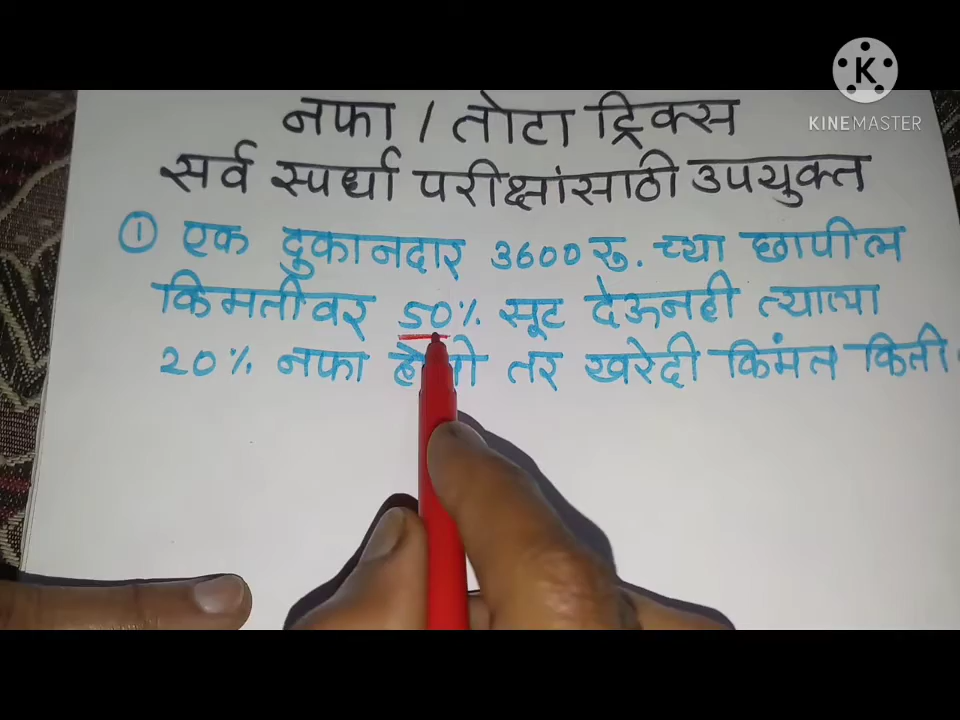 K
KINEMASTER
नफा / तोटा ट्रिक्स
सर्व स्पर्धा परीक्षांसाठी उपयुक्त
① एक दुकानदार 3600 रु. च्या छापील
किमतीवर 50% सूट देऊनही त्याला
20% नफा तर खरेदी किंमत किती